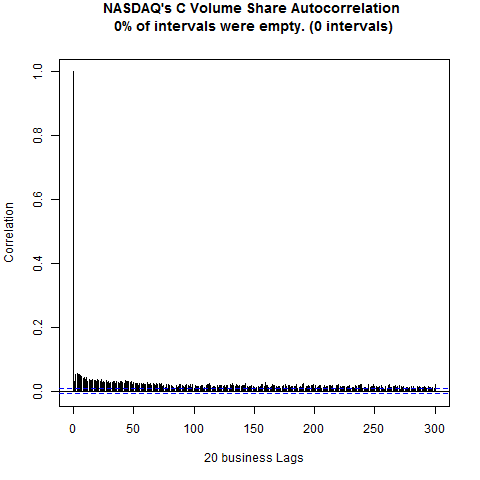 NASDAQ's C Volume Share Autocorrelation
0% of intervals were empty. (0 intervals)
Correlation
1.0
0.8
0.6
0.4
0.2
0.0
0 50 100 150 200 250 300
20 business Lags